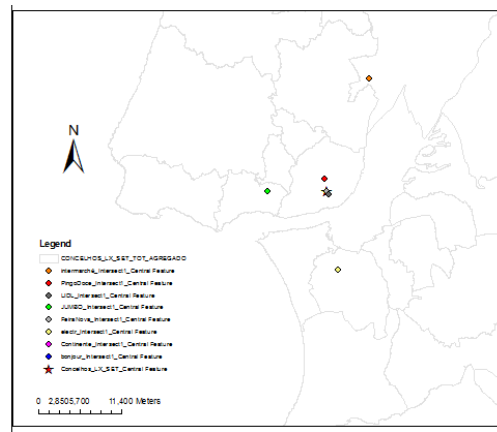 N
Legend
CONCELHOS_LX_SET_TOT_AGREGADO
intermarché_Intersect1_Central Feature
PingoDoce_Intersect1_Central Feature
LIDL_Intersect1_Central Feature
JUMBO_Intersect1_Central Feature
FeiraNova_Intersect1_Central Feature
electr_Intersect1_Central Feature
Continente_Intersect1_Central Feature
bonjour_Intersect1_Central Feature
Concelhos_LX_SET_Central Feature
0 2,8505,700 11,400 Meters